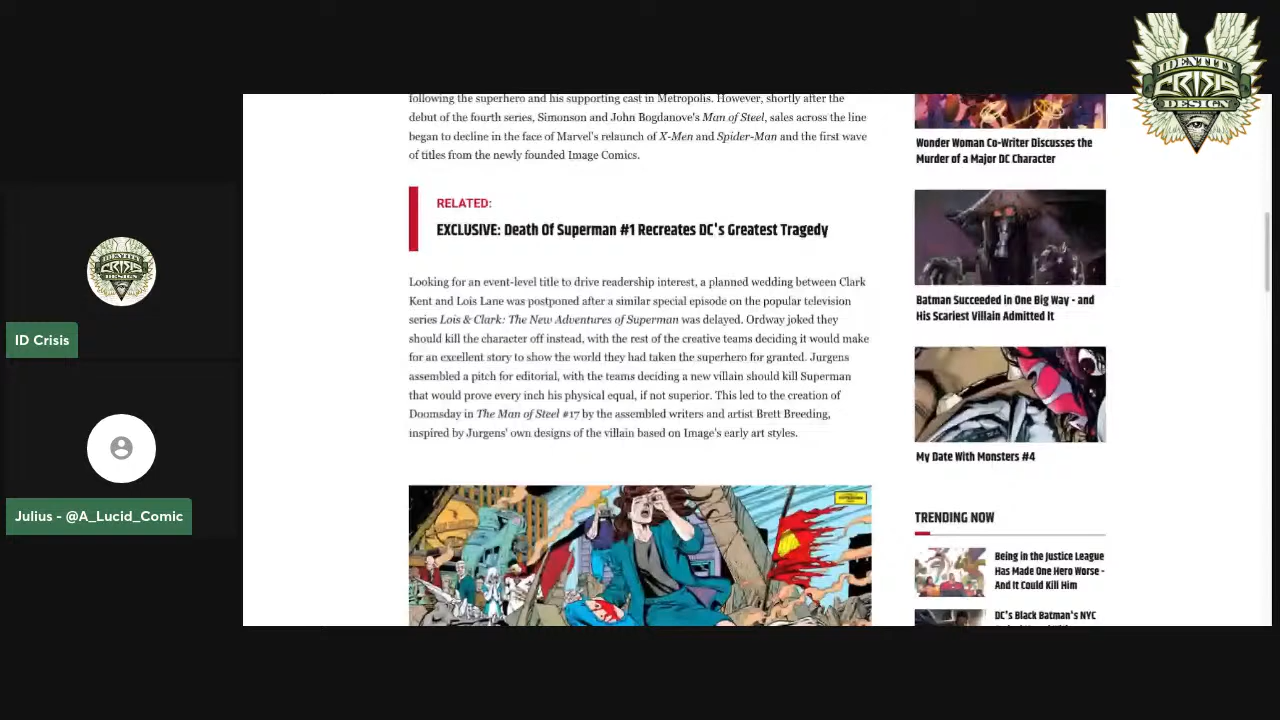 IDENTITY
CRISIS
DESIGN
IDENTITY
CRISIS
DESIGN
ID Crisis
Julius - @A_Lucid_Comic
following the superhero and his supporting cast in Metropolis. However, shortly after the
debut of the fourth series, Simonson and John Bogdanove's Man of Steel, sales across the line
began to decline in the face of Marvel's relaunch of X-Men and Spider-Man and the first wave
of titles from the newly founded Image Comics.
RELATED:
EXCLUSIVE: Death Of Superman #1 Recreates DC's Greatest Tragedy
Looking for an event-level title to drive readership interest, a planned wedding between Clark
Kent and Lois Lane was postponed after a similar special episode on the popular television
series Lois & Clark: The New Adventures of Superman was delayed. Ordway joked they
should kill the character off instead, with the rest of the creative teams deciding it would make
for an excellent story to show the world they had taken the superhero for granted. Jurgens
assembled a pitch for editorial, with the teams deciding a new villain should kill Superman
that would prove every inch his physical equal, if not superior. This led to the creation of
Doomsday in The Man of Steel #17 by the assembled writers and artist Brett Breeding,
inspired by Jurgens' own designs of the villain based on Image's early art styles.
Wonder Woman Co-Writer Discusses the
Murder of a Major DC Character
Batman Succeeded in One Big Way - and
His Scariest Villain Admitted It
My Date With Monsters #4
TRENDING NOW
Being in the Justice League
Has Made One Hero Worse -
And It Could Kill Him
DC's Black Batman's NYC